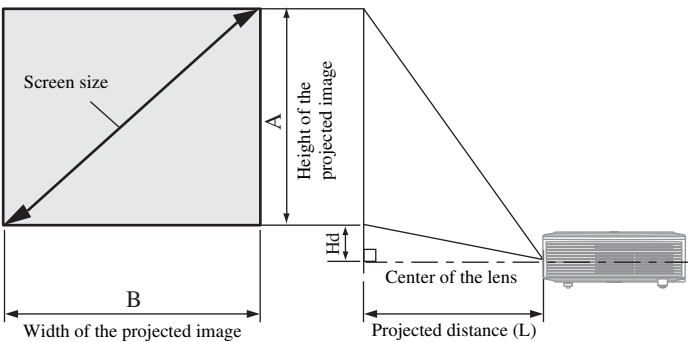 Screen size
A
Height of the
projected image
Hd
Center of the lens
B
Width of the projected image
Projected distance (L)